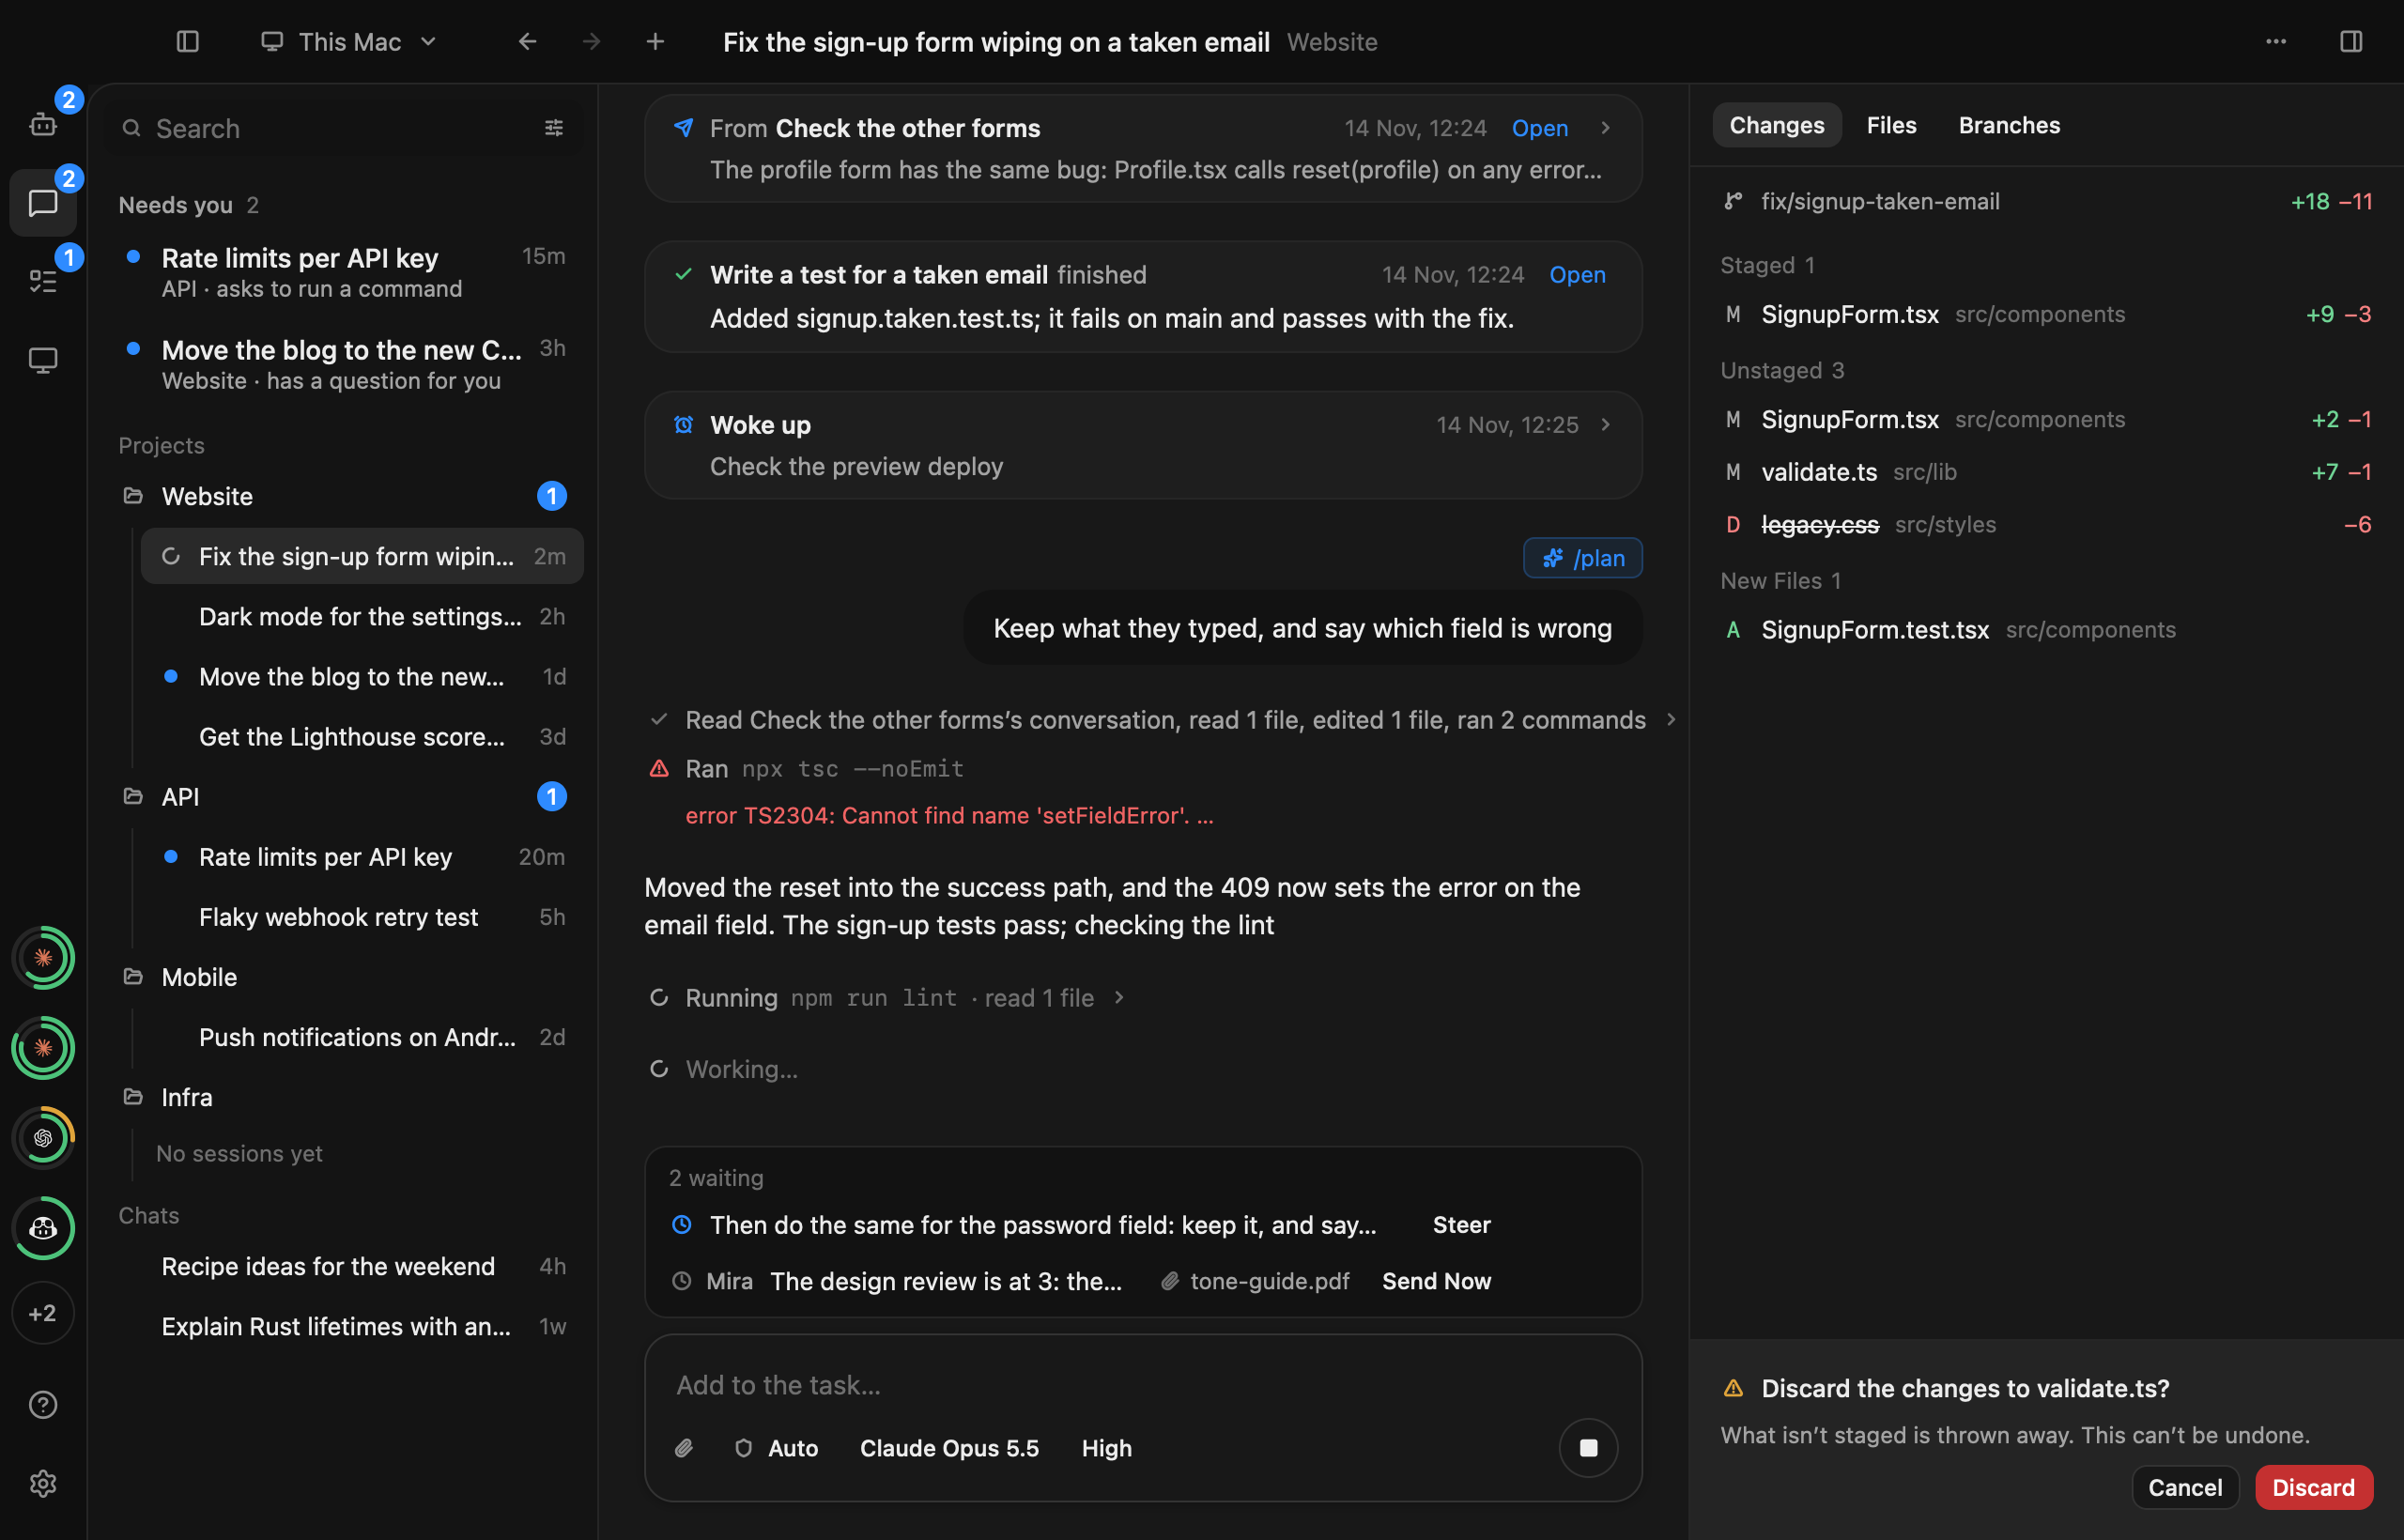 This Mac
Fix the sign-up form wiping on a taken email Website
2
2
1
+2
Search
Needs you 2
Rate limits per API key 15m
API · asks to run a command
Move the blog to the new C... 3h
Website · has a question for you
Projects
Website 1
Fix the sign-up form wipin... 2m
Dark mode for the settings... 2h
Move the blog to the new... 1d
Get the Lighthouse score... 3d
API 1
Rate limits per API key 20m
Flaky webhook retry test 5h
Mobile
Push notifications on Andr... 2d
Infra
No sessions yet
Chats
Recipe ideas for the weekend 4h
Explain Rust lifetimes with an... 1w
From Check the other forms 14 Nov, 12:24 Open
The profile form has the same bug: Profile.tsx calls reset(profile) on any error...
Write a test for a taken email finished 14 Nov, 12:24 Open
Added signup.taken.test.ts; it fails on main and passes with the fix.
Woke up 14 Nov, 12:25
Check the preview deploy
/plan
Keep what they typed, and say which field is wrong
Read Check the other forms’s conversation, read 1 file, edited 1 file, ran 2 commands
Ran npx tsc --noEmit
error TS2304: Cannot find name 'setFieldError'. ...
Moved the reset into the success path, and the 409 now sets the error on the
email field. The sign-up tests pass; checking the lint
Running npm run lint · read 1 file
Working...
2 waiting
Then do the same for the password field: keep it, and say... Steer
Mira The design review is at 3: the... tone-guide.pdf Send Now
Add to the task...
Auto Claude Opus 5.5 High
Changes Files Branches
fix/signup-taken-email +18 −11
Staged 1
M SignupForm.tsx src/components +9 −3
Unstaged 3
M SignupForm.tsx src/components +2 −1
M validate.ts src/lib +7 −1
D legacy.css src/styles −6
New Files 1
A SignupForm.test.tsx src/components
Discard the changes to validate.ts?
What isn’t staged is thrown away. This can’t be undone.
Cancel Discard